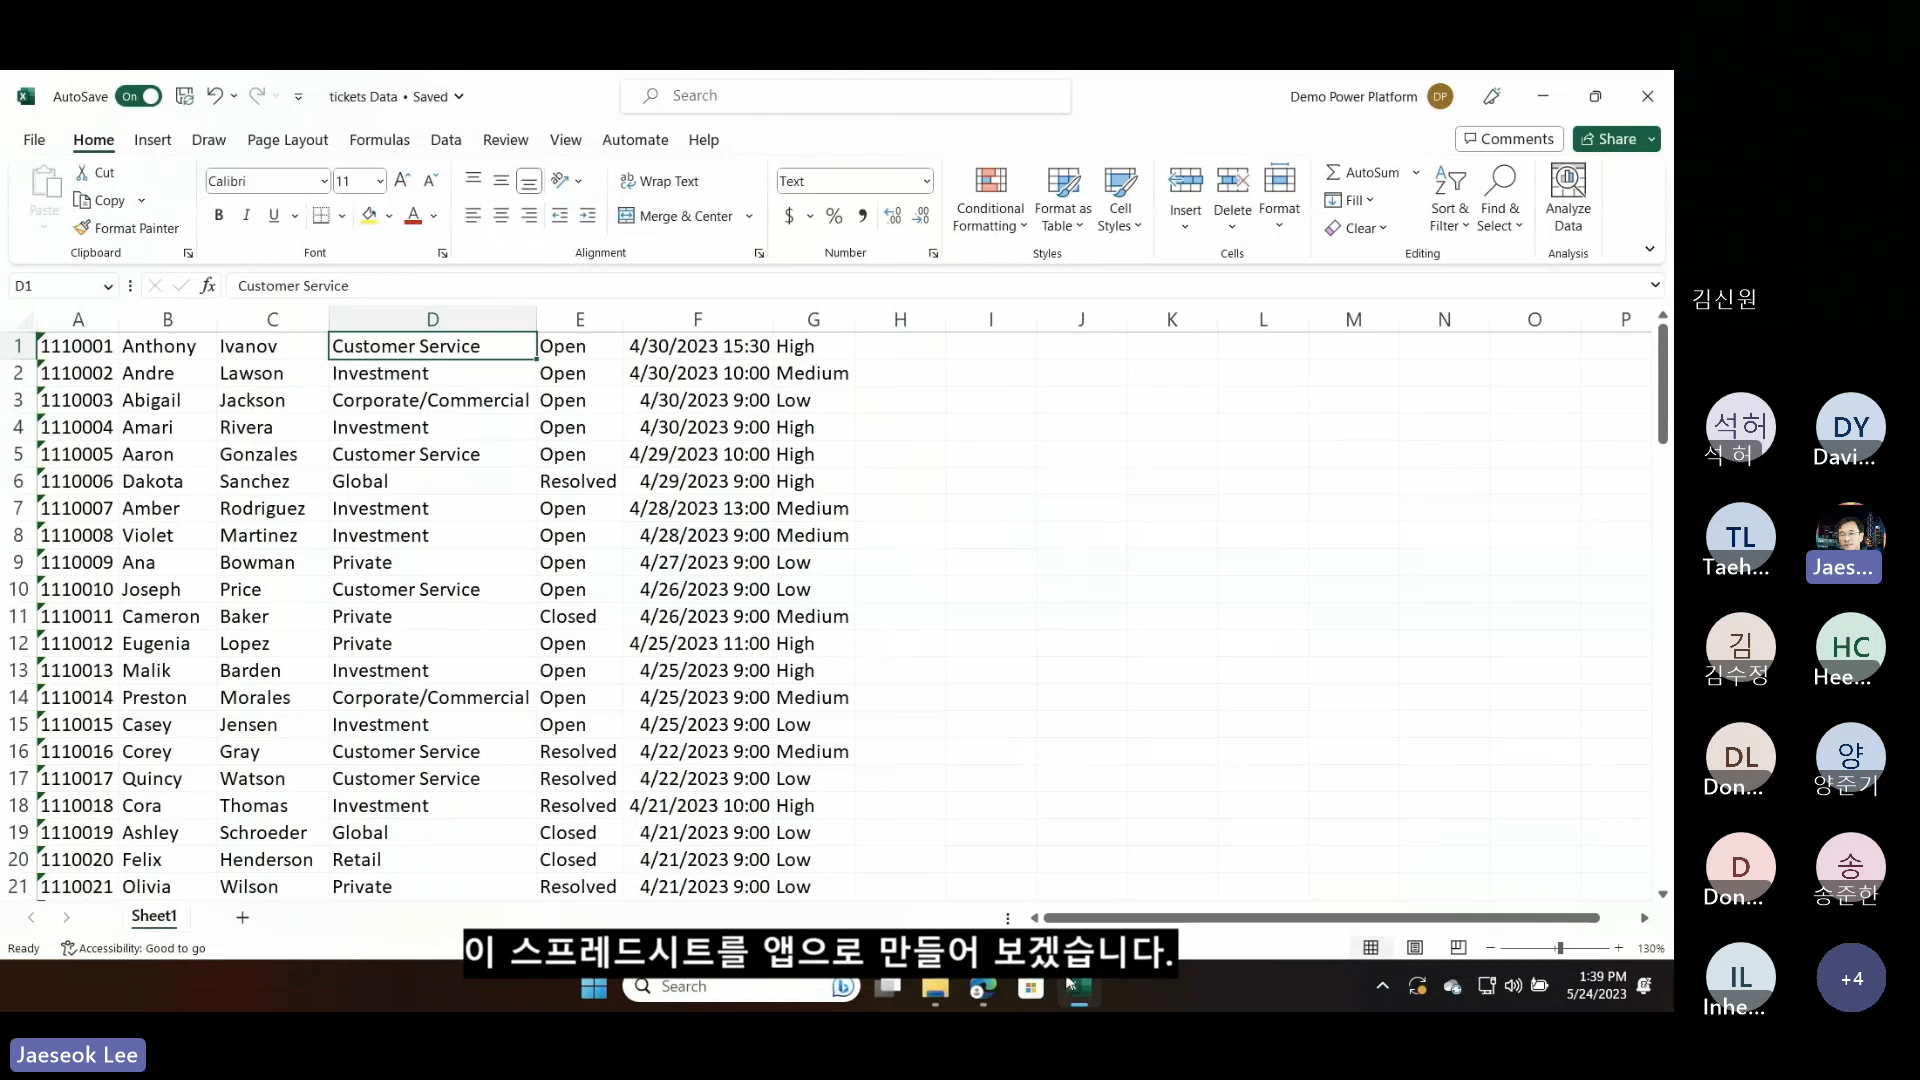 AutoSave On tickets Data • Saved Search Demo Power Platform DP
File Home Insert Draw Page Layout Formulas Data Review View Automate Help Comments Share
Paste Cut Copy Format Painter Clipboard
Calibri 11 B I U Font
Wrap Text Merge & Center Alignment
Text $ % Number
Conditional Formatting Format as Table Cell Styles Styles
Insert Delete Format Cells
AutoSum Fill Clear Sort & Filter Find & Select Editing
Analyze Data Analysis
D1 fx Customer Service
A B C D E F G H I J K L M N O P
1 1110001 Anthony Ivanov Customer Service Open 4/30/2023 15:30 High
2 1110002 Andre Lawson Investment Open 4/30/2023 10:00 Medium
3 1110003 Abigail Jackson Corporate/Commercial Open 4/30/2023 9:00 Low
4 1110004 Amari Rivera Investment Open 4/30/2023 9:00 High
5 1110005 Aaron Gonzales Customer Service Open 4/29/2023 10:00 High
6 1110006 Dakota Sanchez Global Resolved 4/29/2023 9:00 High
7 1110007 Amber Rodriguez Investment Open 4/28/2023 13:00 Medium
8 1110008 Violet Martinez Investment Open 4/28/2023 9:00 Medium
9 1110009 Ana Bowman Private Open 4/27/2023 9:00 Low
10 1110010 Joseph Price Customer Service Open 4/26/2023 9:00 Low
11 1110011 Cameron Baker Private Closed 4/26/2023 9:00 Medium
12 1110012 Eugenia Lopez Private Open 4/25/2023 11:00 High
13 1110013 Malik Barden Investment Open 4/25/2023 9:00 High
14 1110014 Preston Morales Corporate/Commercial Open 4/25/2023 9:00 Medium
15 1110015 Casey Jensen Investment Open 4/25/2023 9:00 Low
16 1110016 Corey Gray Customer Service Resolved 4/22/2023 9:00 Medium
17 1110017 Quincy Watson Customer Service Resolved 4/22/2023 9:00 Low
18 1110018 Cora Thomas Investment Resolved 4/21/2023 10:00 High
19 1110019 Ashley Schroeder Global Closed 4/21/2023 9:00 Low
20 1110020 Felix Henderson Retail Closed 4/21/2023 9:00 Low
21 1110021 Olivia Wilson Private Resolved 4/21/2023 9:00 Low
Sheet1
Ready Accessibility: Good to go 130%
이 스프레드시트를 앱으로 만들어 보겠습니다.
Search
1:39 PM
5/24/2023
김신원
석허 DY
석 허 Davi...
TL
Taeh... Jaes...
김 HC
김수정 Hee...
DL 양
Don... 양준기
D 송
Don... 송준한
IL +4
Inhe...
Jaeseok Lee